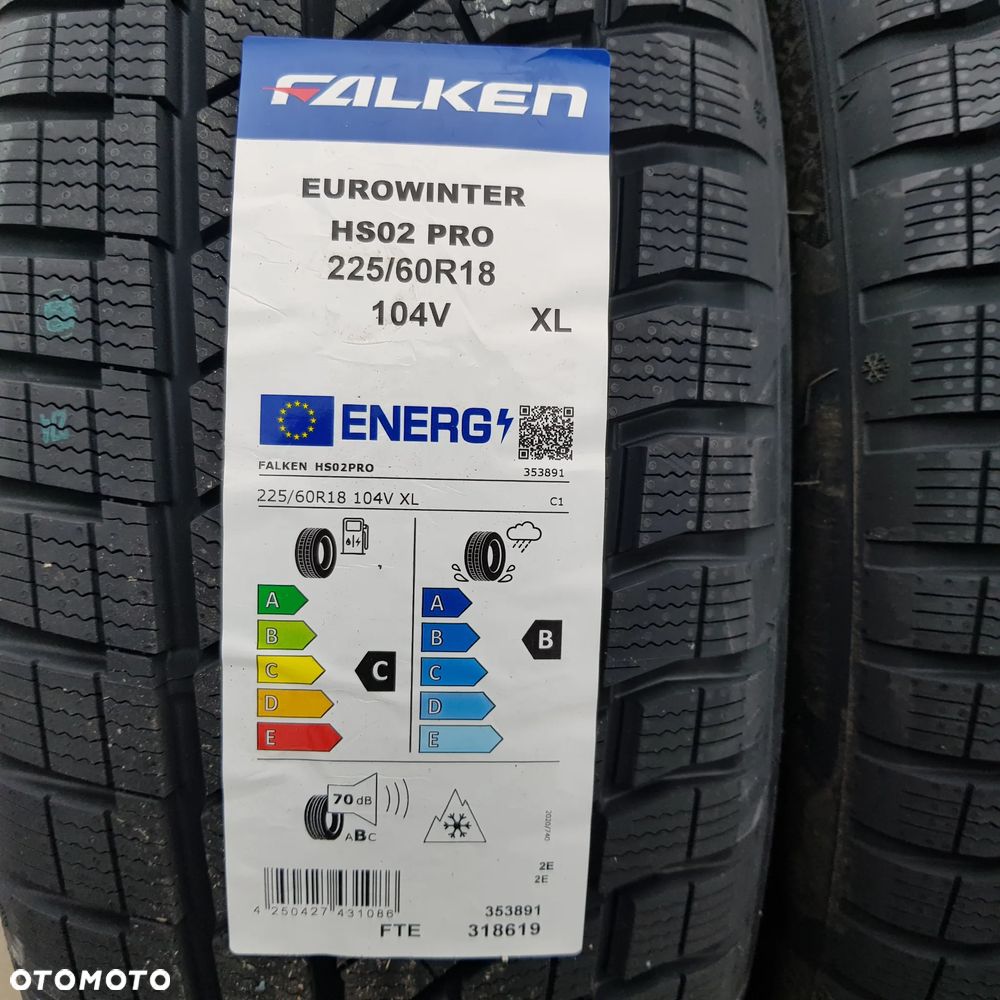 FALKEN
EUROWINTER
HS02 PRO
225/60R18
104V XL
ENERG
FALKEN HS02PRO 353891
225/60R18 104V XL C1
A A
B B B
C C C
D D
E E
70 dB
ABC
2020/740
2E
2E
4 250427 431086
353891
FTE 318619
OTOMOTO